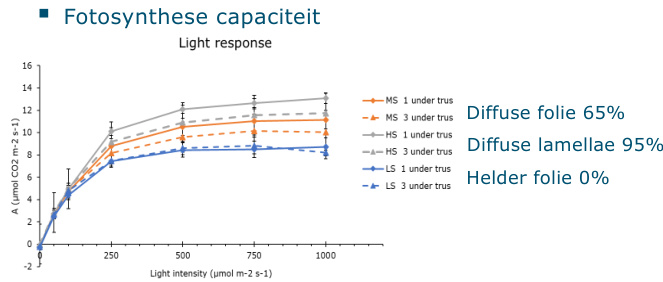 ▪ Fotosynthese capaciteit
Light response
16
14
12
10
8
6
4
2
0
-2
A (µmol CO2 m-2 s-1)
0 250 500 750 1000
Light intensity (µmol m-2 s-1)
MS 1 under trus
MS 3 under trus
HS 1 under trus
HS 3 under trus
LS 1 under trus
LS 3 under trus
Diffuse folie 65%
Diffuse lamellae 95%
Helder folie 0%